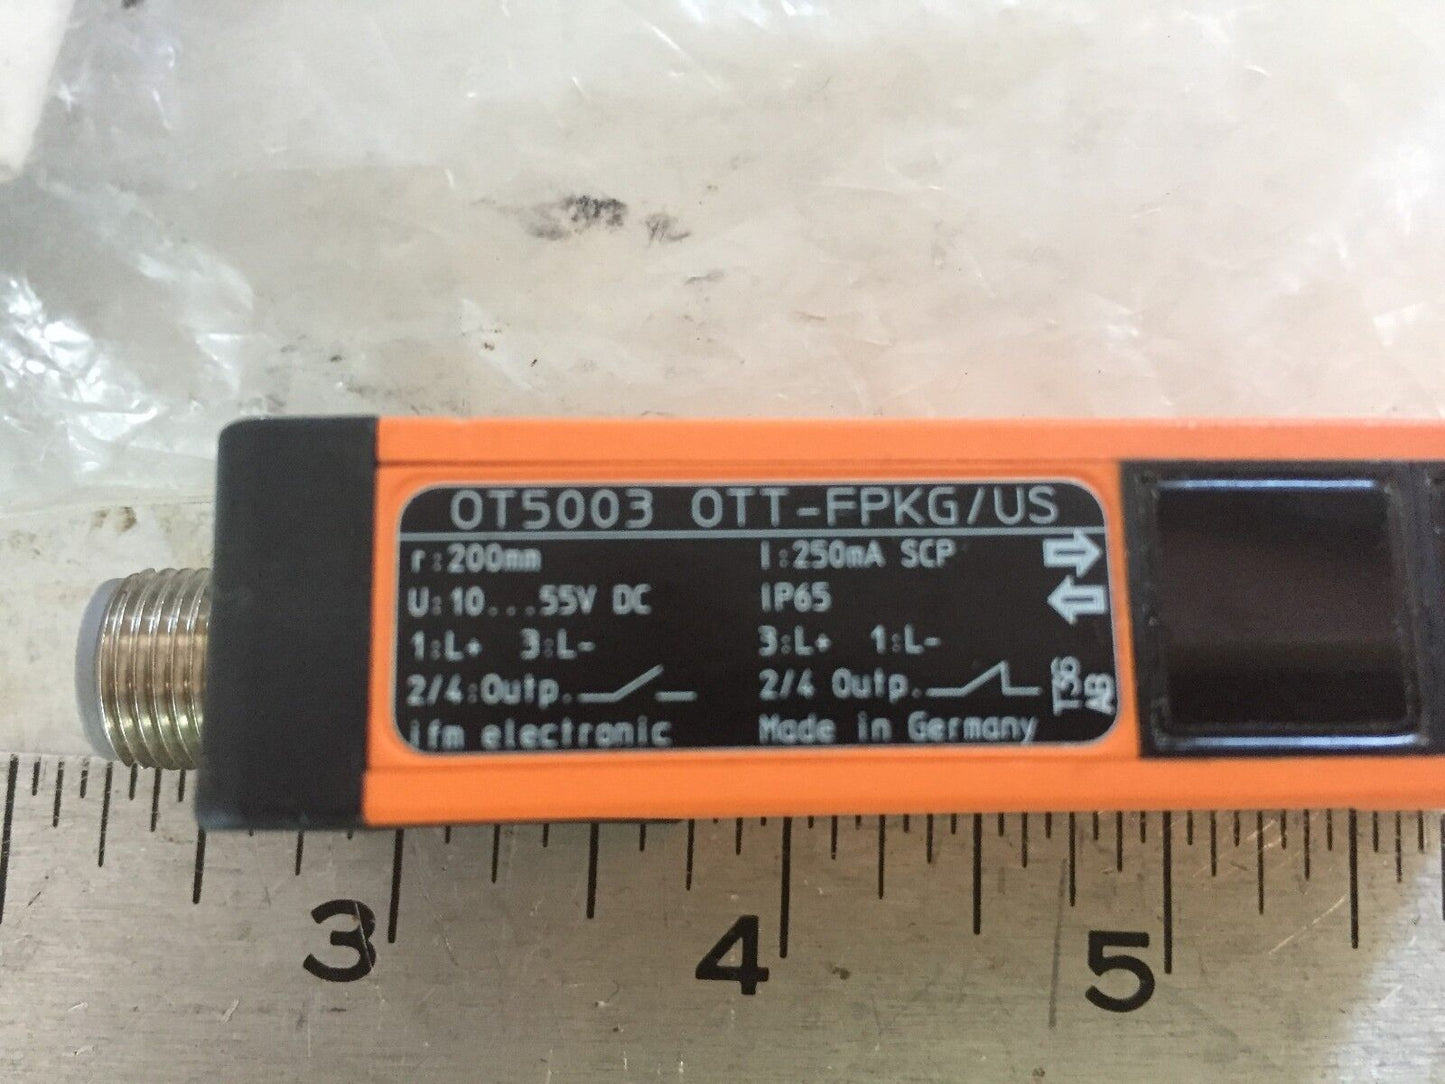 OT5003 OTT-FPKG/US
r:200mm I:250mA SCP
U:10...55V DC IP65
1:L+ 3:L- 3:L+ 1:L-
2/4:Outp. 2/4 Outp.
ifm electronic Made in Germany
AB
3 4 5